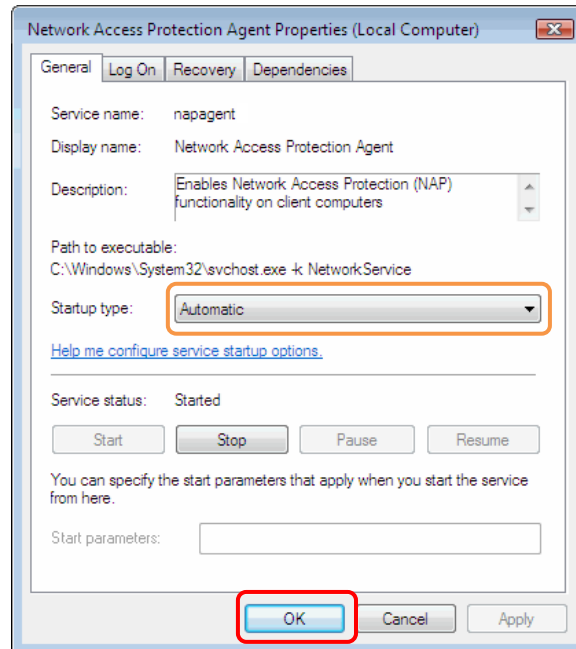 Network Access Protection Agent Properties (Local Computer)
General Log On Recovery Dependencies
Service name: napagent
Display name: Network Access Protection Agent
Description: Enables Network Access Protection (NAP)
functionality on client computers
Path to executable:
C:\Windows\System32\svchost.exe -k NetworkService
Startup type: Automatic
Help me configure service startup options.
Service status: Started
Start Stop Pause Resume
You can specify the start parameters that apply when you start the service
from here.
Start parameters:
OK Cancel Apply